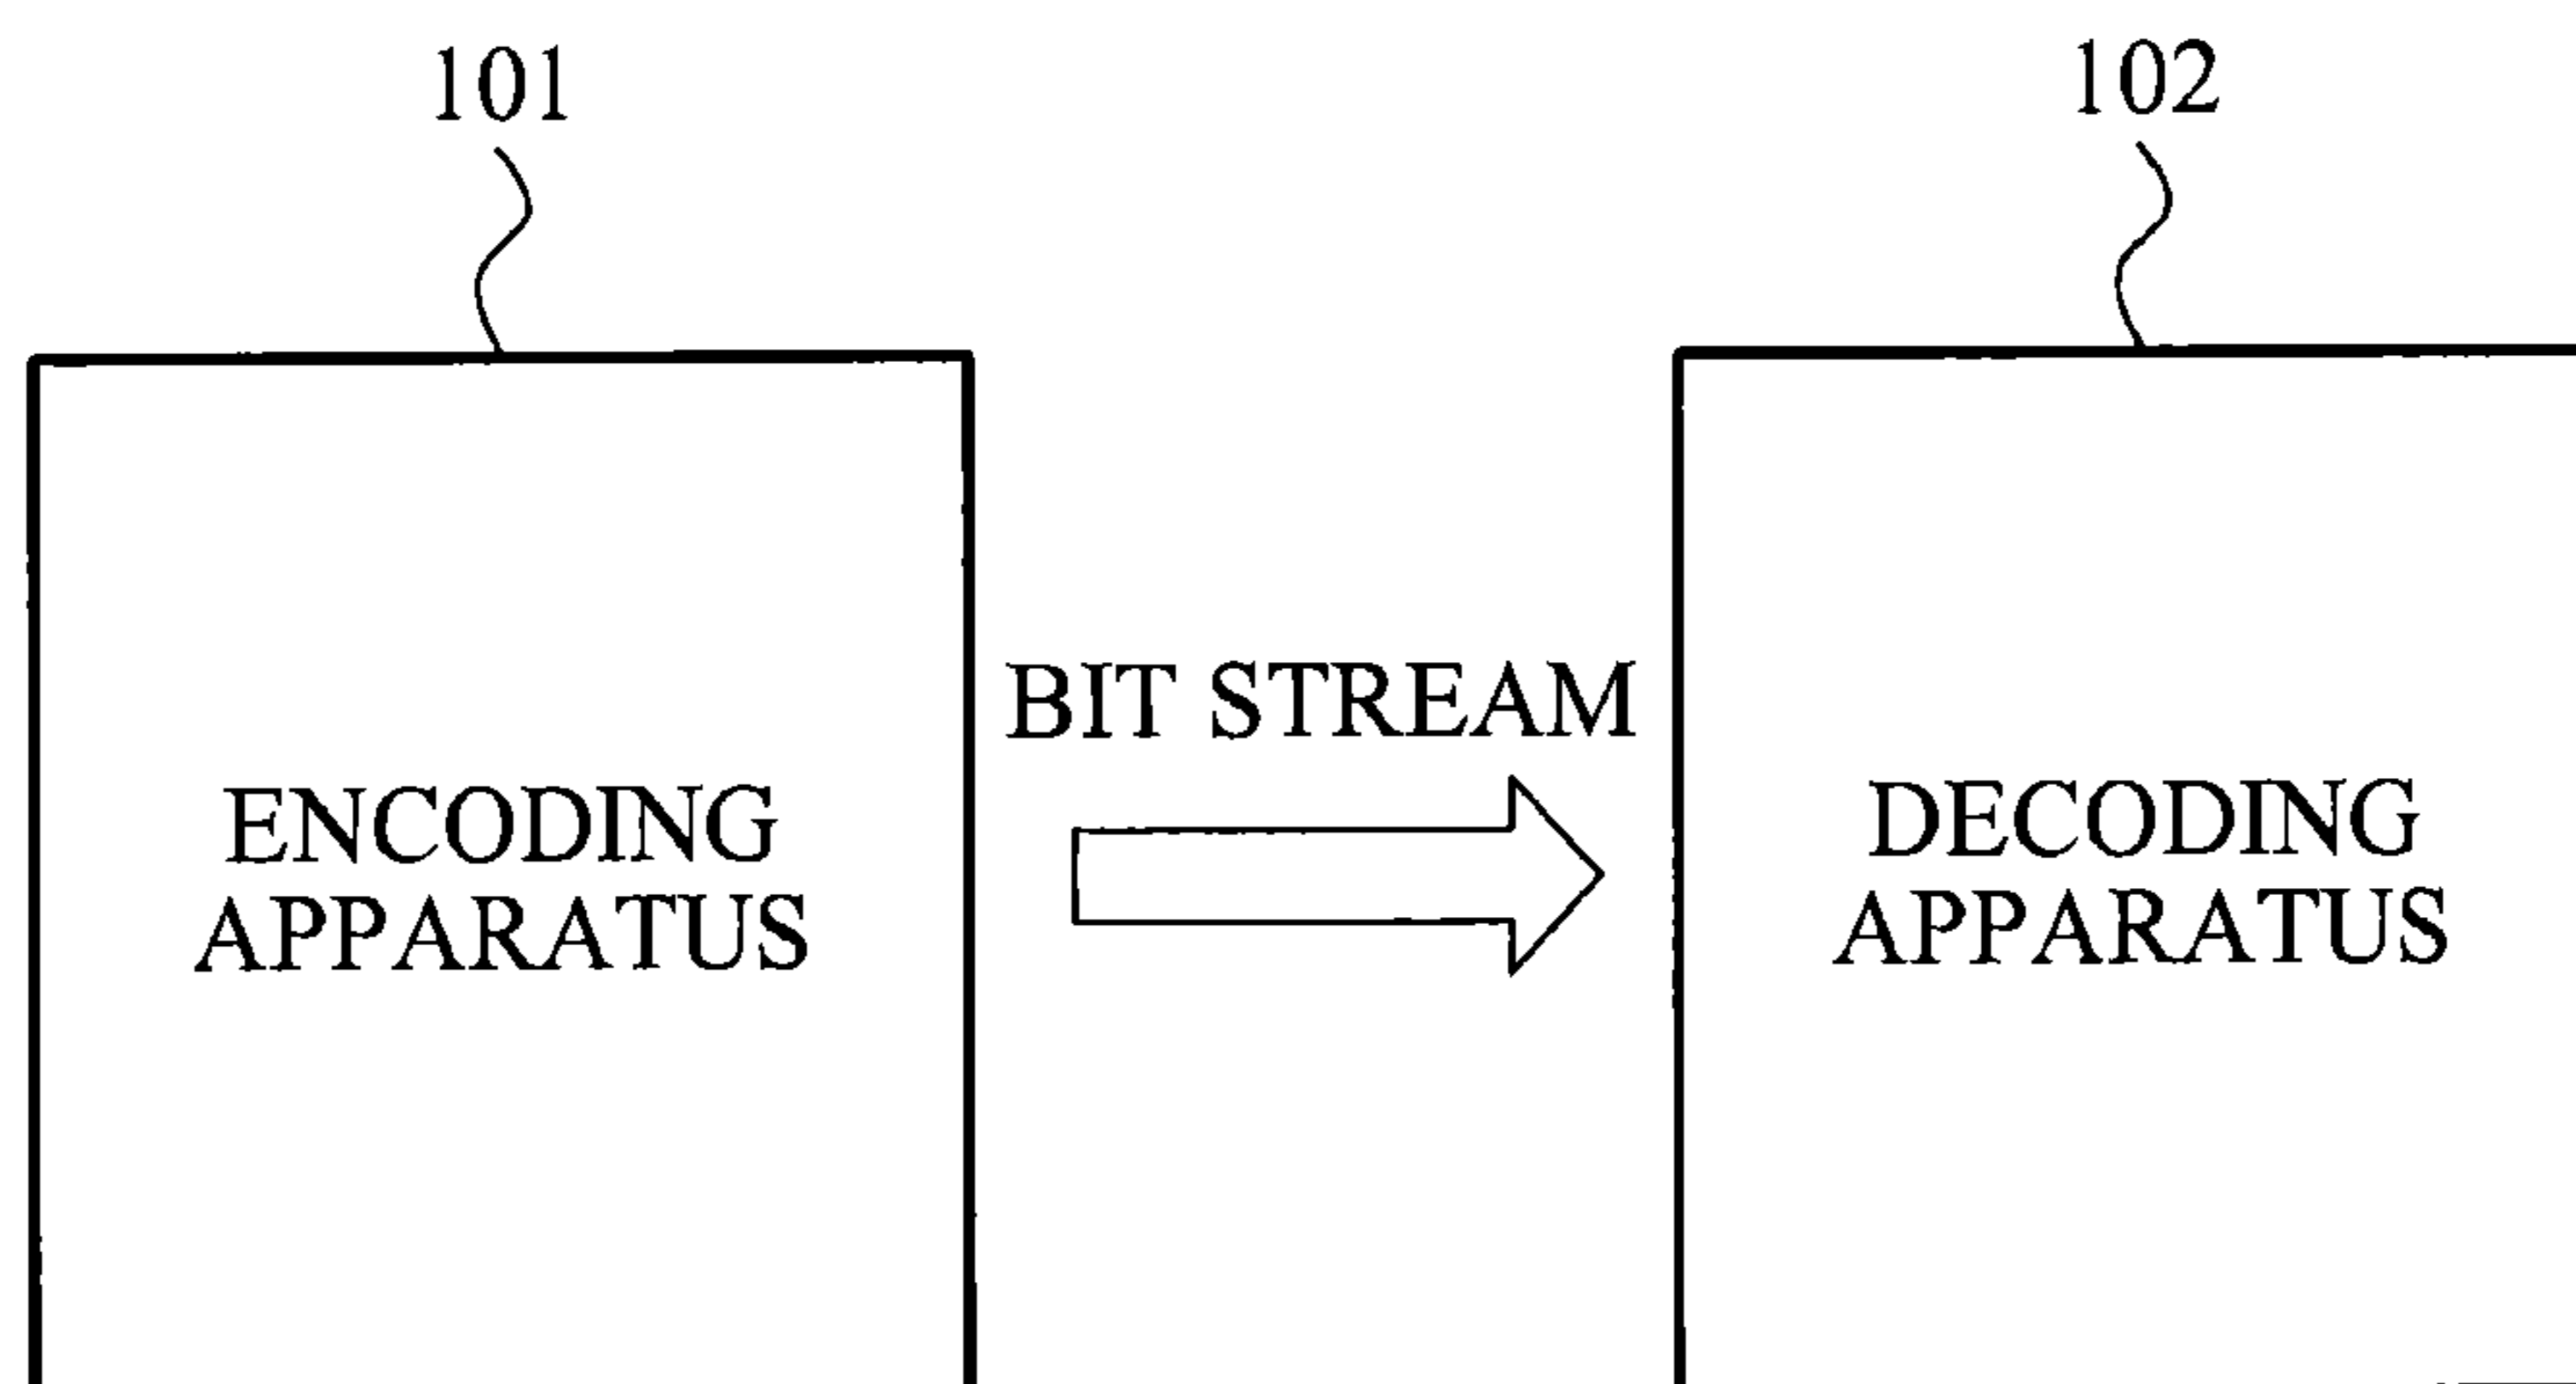 101
102
BIT STREAM
ENCODING
APPARATUS
DECODING
APPARATUS